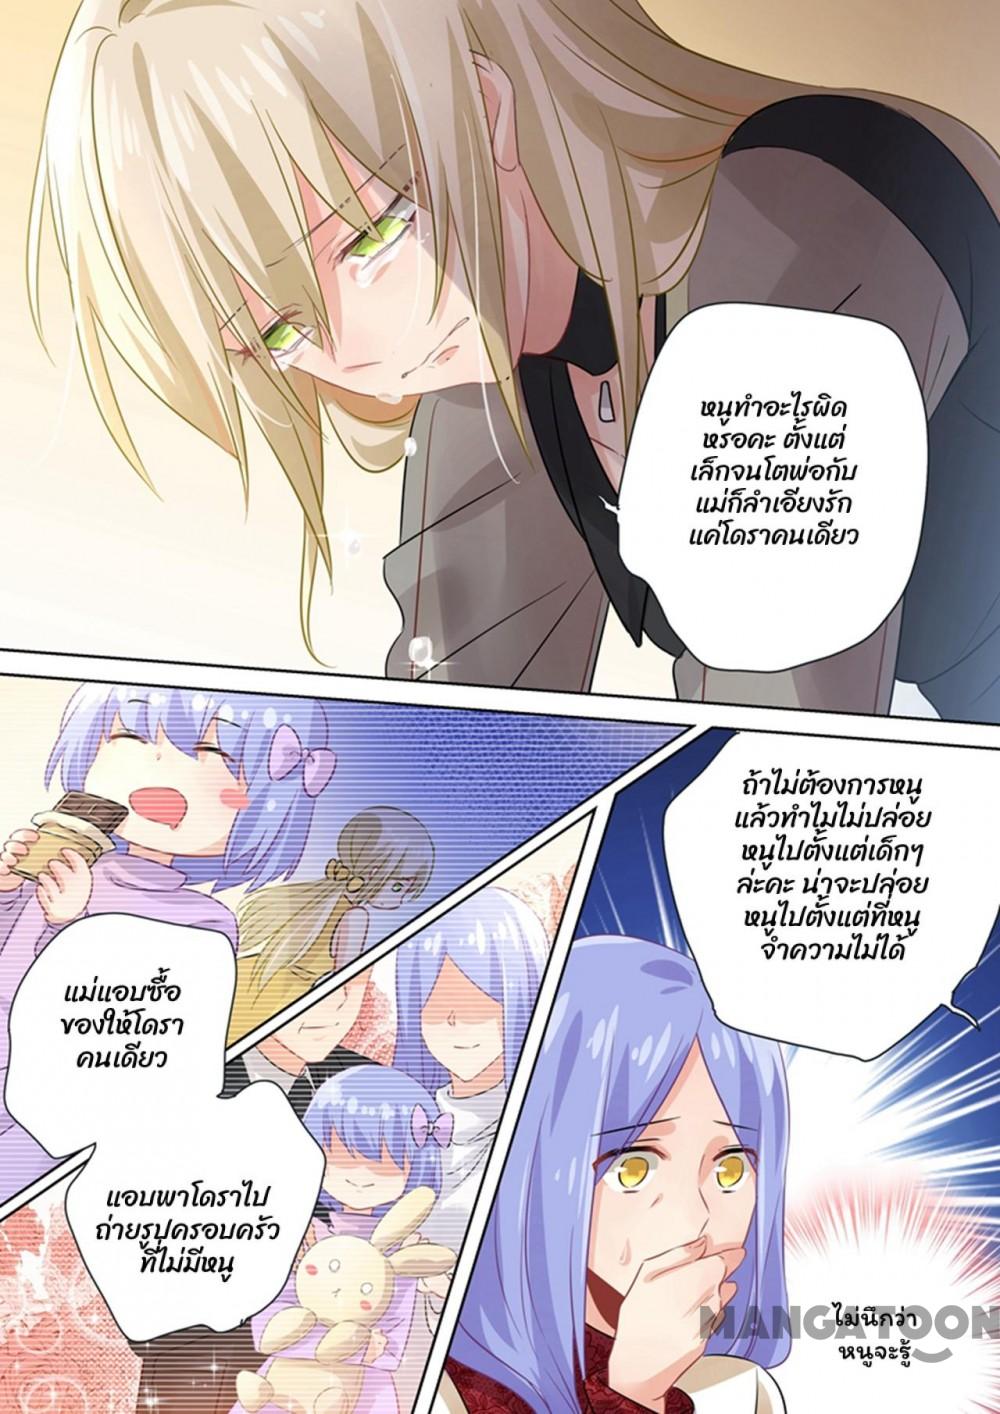 หนูทำอะไรผิด
หรอคะ ตั้งแต่
เล็กจนโตพ่อกับ
แม่ก็ลำเอียงรัก
แค่โดราคนเดียว
ถ้าไม่ต้องการหนู
แล้วทำไมไม่ปล่อย
หนูไปตั้งแต่เด็กๆ
ล่ะคะ น่าจะปล่อย
หนูไปตั้งแต่ที่หนู
จำความไม่ได้
แม่แอบซื้อ
ของให้โดรา
คนเดียว
แอบพาโดราไป
ถ่ายรูปครอบครัว
ที่ไม่มีหนู
ไม่นึกว่า
หนูจะรู้
MANGATOON